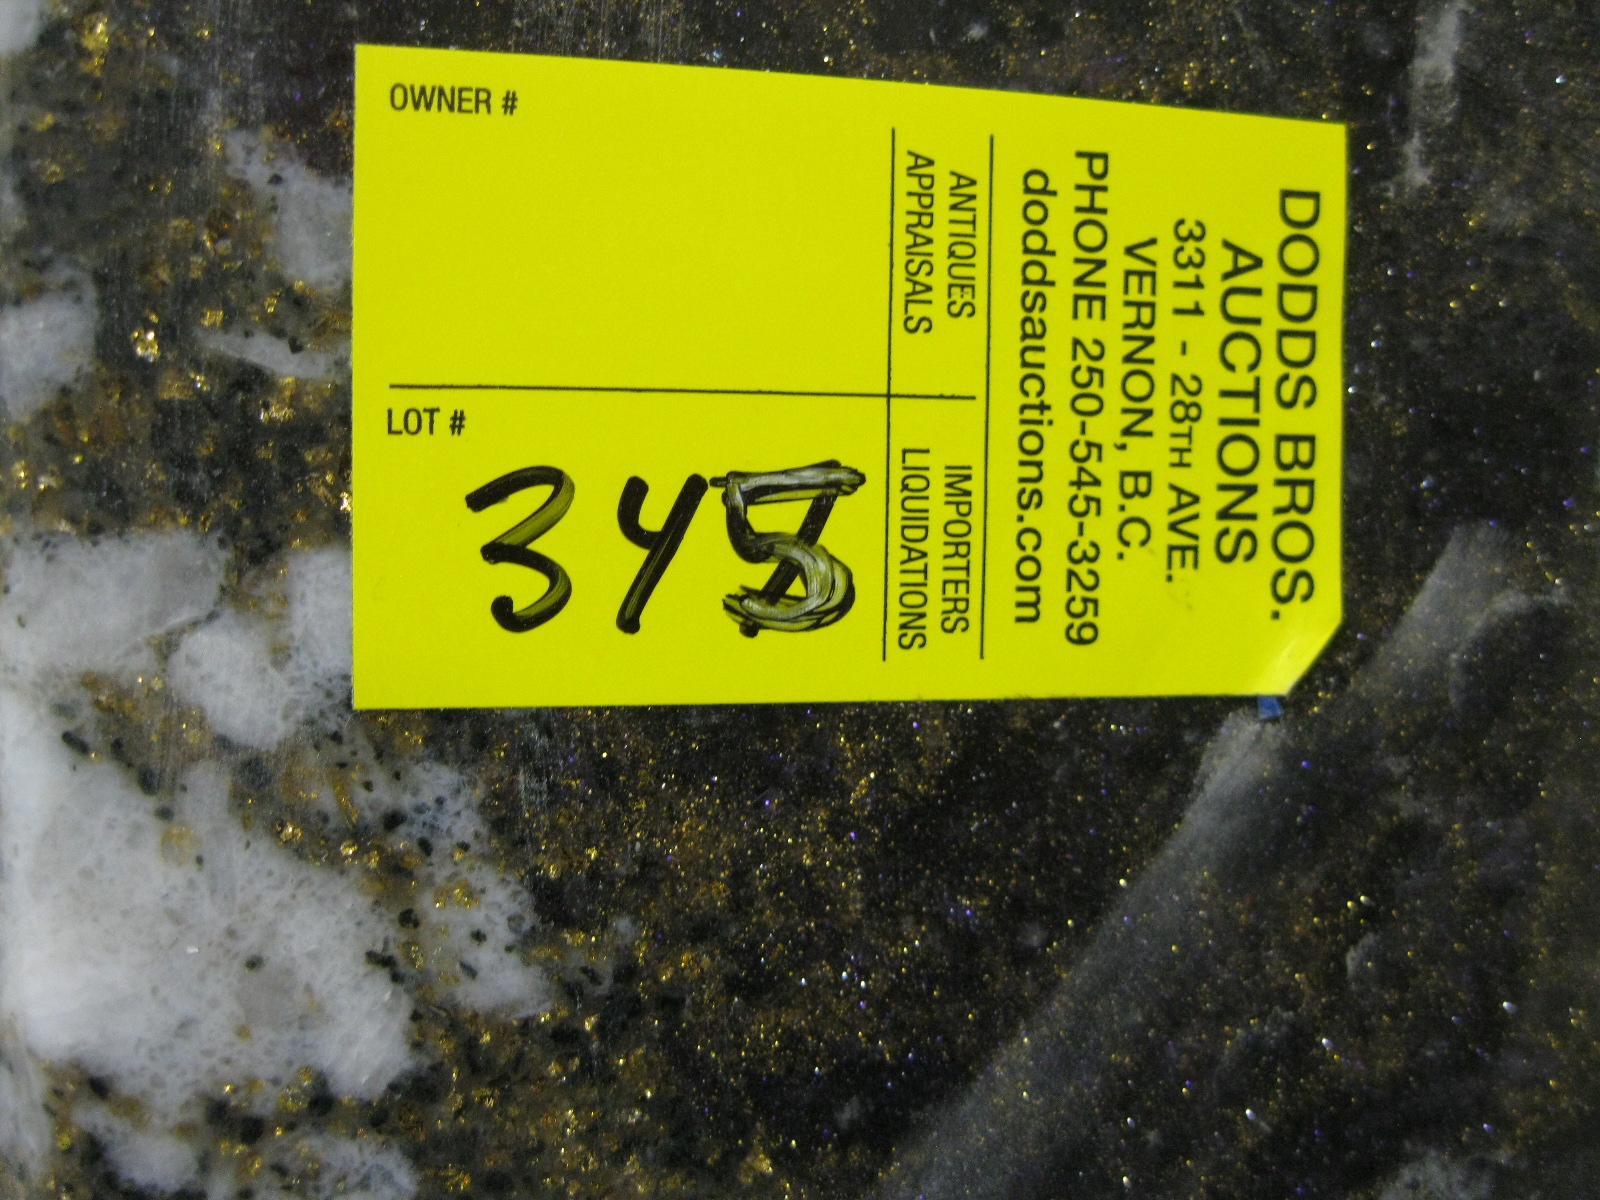 DODDS BROS.
AUCTIONS
3311 - 28TH AVE.
VERNON, B.C.
PHONE 250-545-3259
doddsauctions.com
ANTIQUES IMPORTERS
APPRAISALS LIQUIDATIONS
OWNER #
LOT #
345